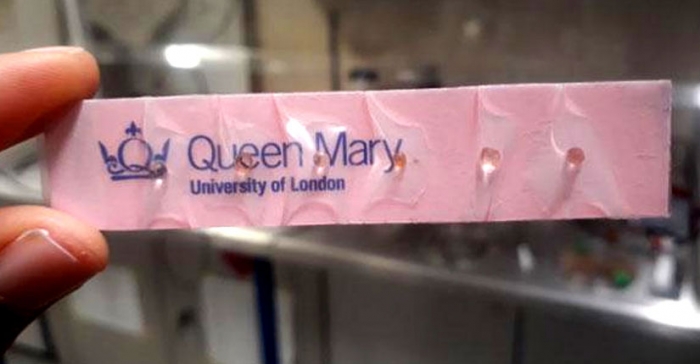 Queen Mary
University of London